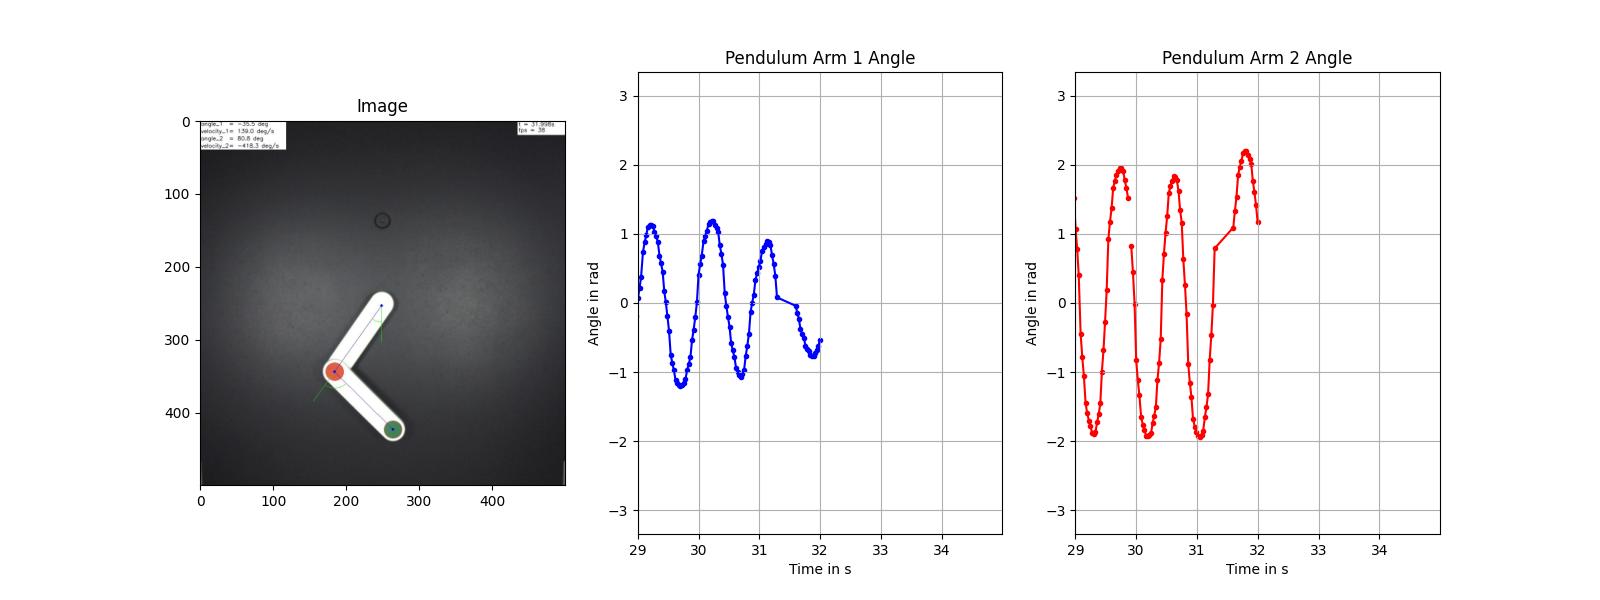 Image
angle_1 = -35.5 deg
velocity_1= 139.0 deg/s
angle_2 = 80.8 deg
velocity_2= -418.3 deg/s
t = 31.998s
fps = 38
0
100
200
300
400
0 100 200 300 400
Pendulum Arm 1 Angle
Angle in rad
3
2
1
0
−1
−2
−3
29 30 31 32 33 34
Time in s
Pendulum Arm 2 Angle
Angle in rad
3
2
1
0
−1
−2
−3
29 30 31 32 33 34
Time in s